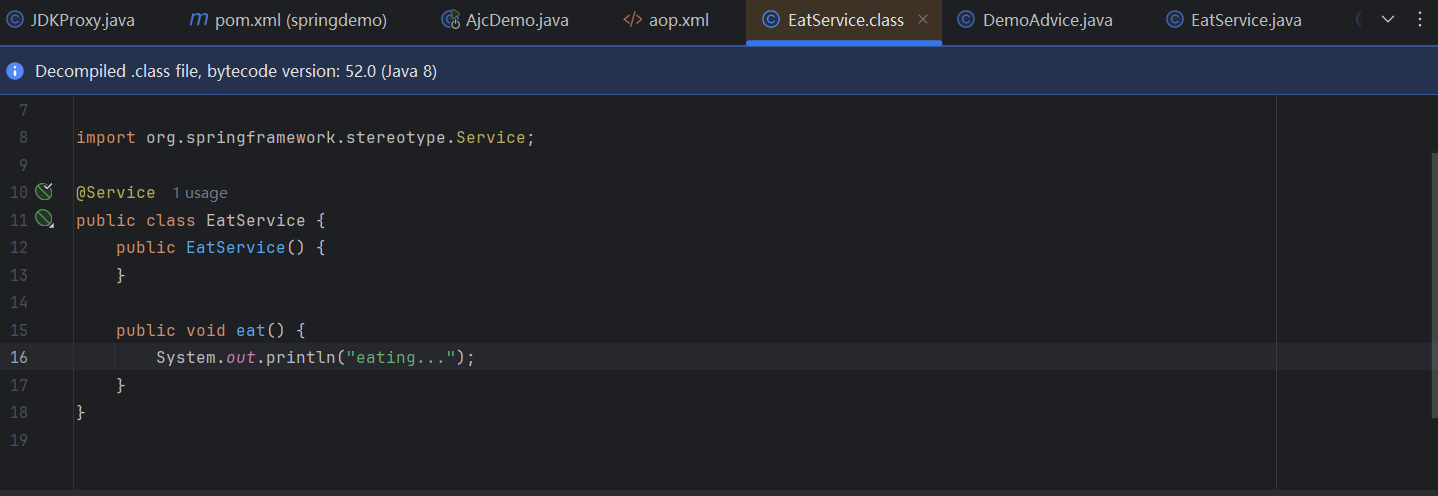 JDKProxy.java pom.xml (springdemo) AjcDemo.java aop.xml EatService.class DemoAdvice.java EatService.java
Decompiled .class file, bytecode version: 52.0 (Java 8)
7
8 import org.springframework.stereotype.Service;
9
10 @Service 1 usage
11 public class EatService {
12 public EatService() {
13 }
14
15 public void eat() {
16 System.out.println("eating...");
17 }
18 }
19